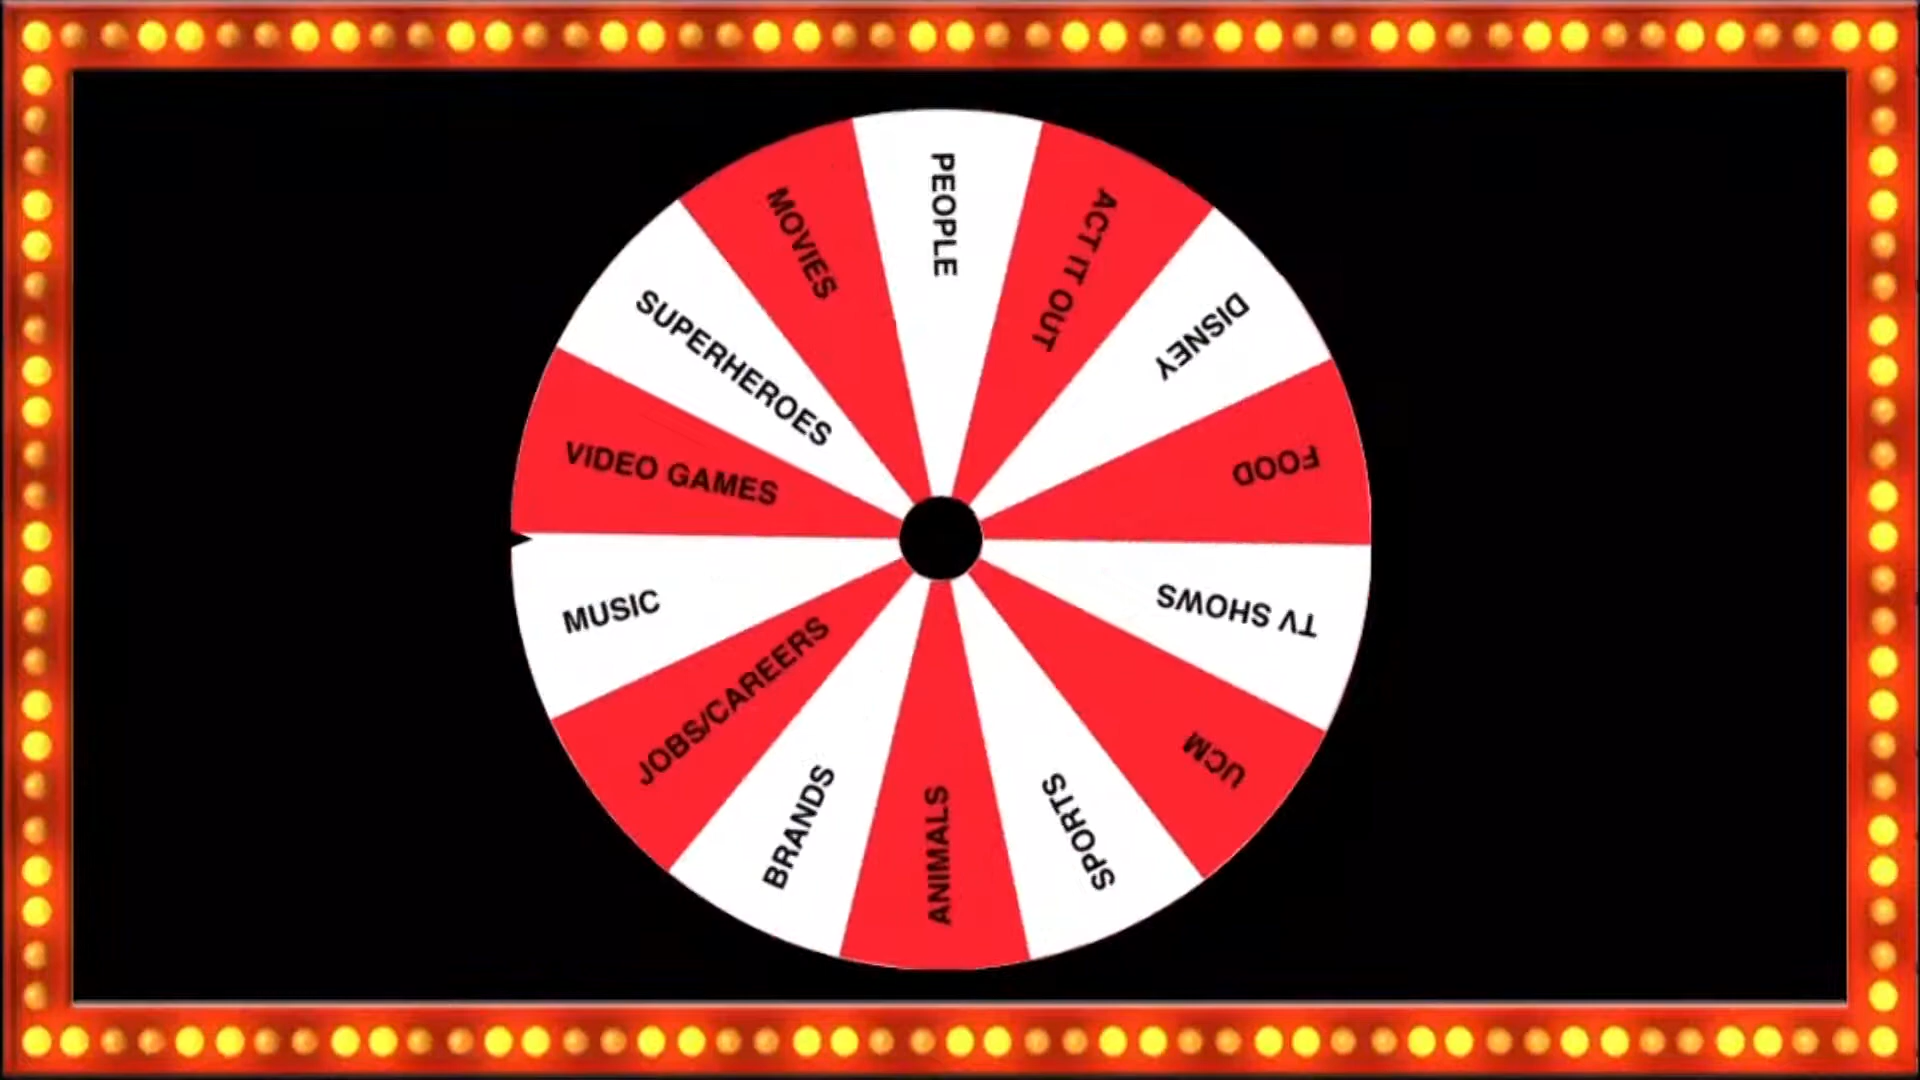 PEOPLE
ACT IT OUT
DISNEY
FOOD
TV SHOWS
UCM
SPORTS
ANIMALS
BRANDS
JOBS/CAREERS
MUSIC
VIDEO GAMES
SUPERHEROES
MOVIES